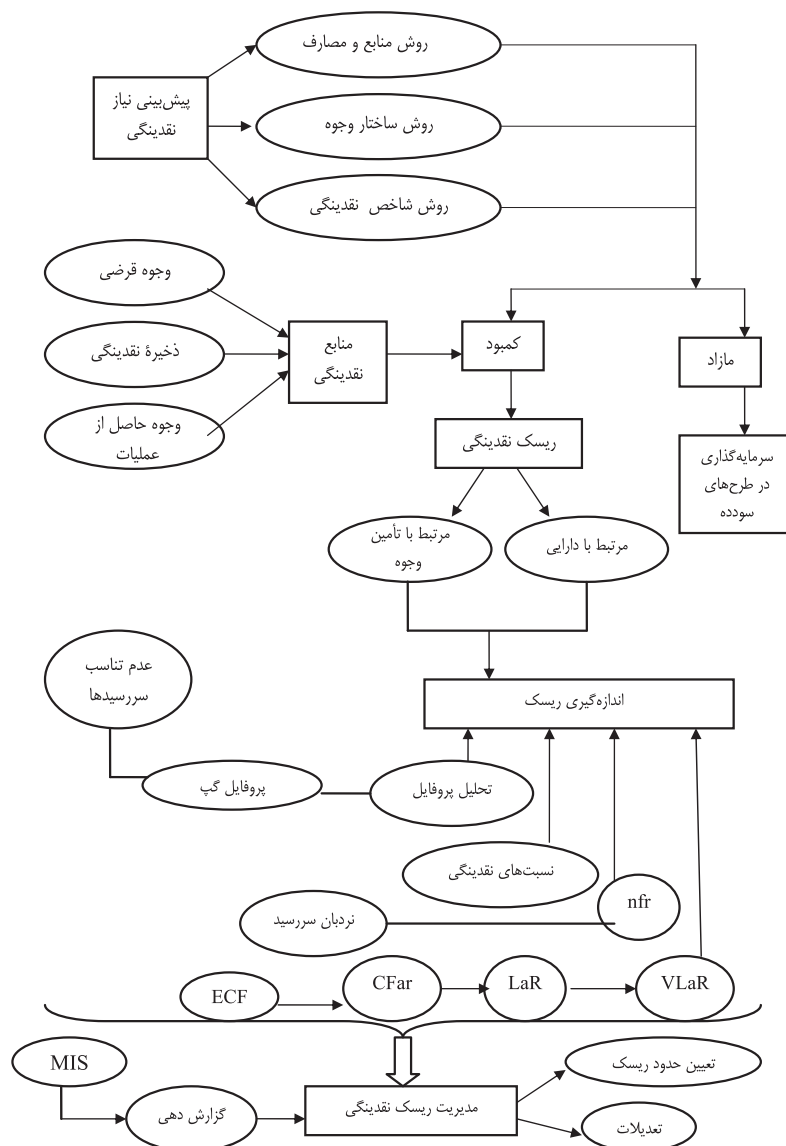 روش منابع و مصارف
پیش‌بینی نیاز
نقدینگی
روش ساختار وجوه
روش شاخص نقدینگی
وجوه قرضی
ذخیرهٔ نقدینگی
وجوه حاصل از
عملیات
منابع
نقدینگی
کمبود
مازاد
ریسک نقدینگی
سرمایه‌گذاری
در طرح‌های
سودده
مرتبط با دارایی
مرتبط با تأمین
وجوه
عدم تناسب
سررسیدها
اندازه‌گیری ریسک
تحلیل پروفایل
پروفایل گپ
نسبت‌های نقدینگی
nfr
نردبان سررسید
ECF
CFar
LaR
VLaR
MIS
گزارش دهی
مدیریت ریسک نقدینگی
تعیین حدود ریسک
تعدیلات